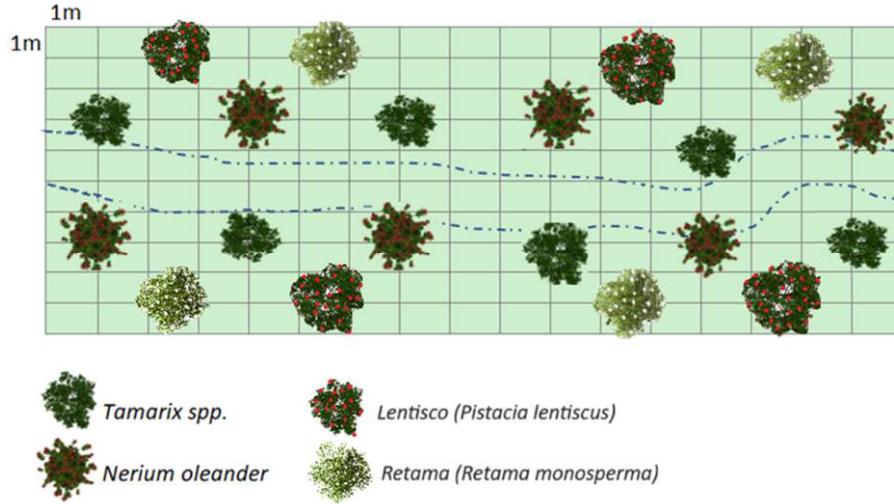 1m
1m
Tamarix spp.
Lentisco (Pistacia lentiscus)
Nerium oleander
Retama (Retama monosperma)